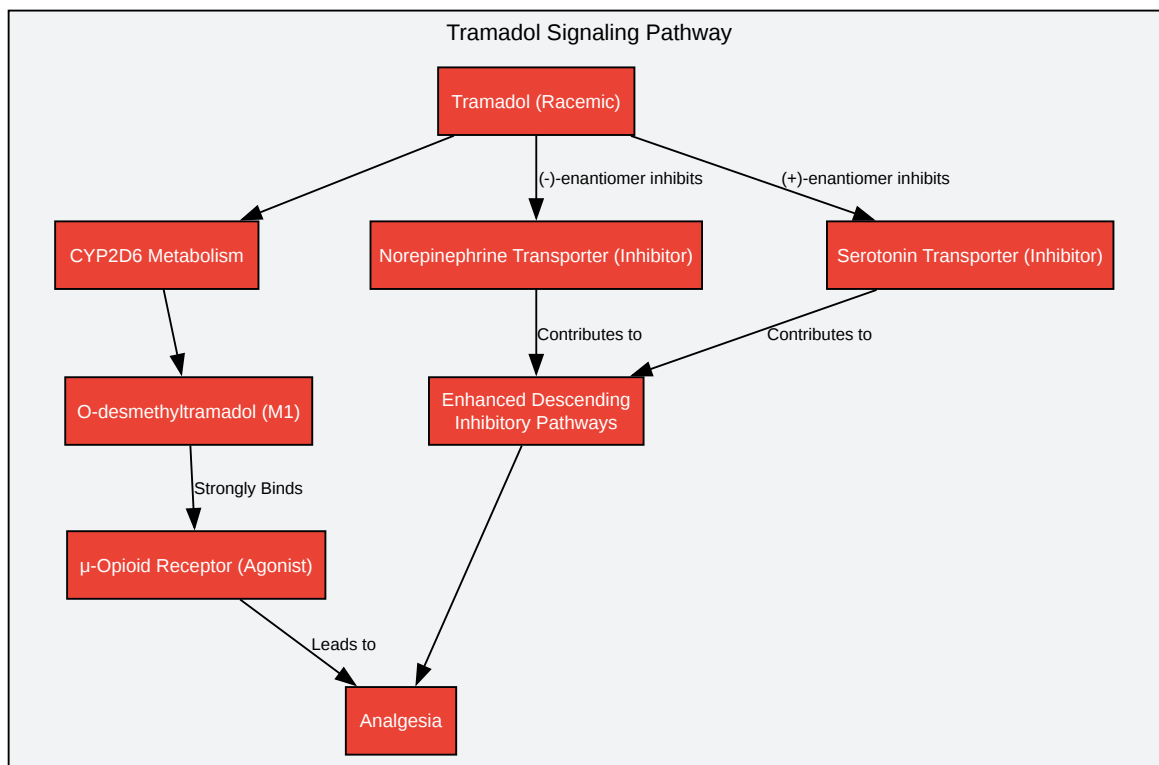 Tramadol Signaling Pathway
Tramadol (Racemic)
(-)-enantiomer inhibits
(+)-enantiomer inhibits
CYP2D6 Metabolism
Norepinephrine Transporter (Inhibitor)
Serotonin Transporter (Inhibitor)
Contributes to
Contributes to
O-desmethyltramadol (M1)
Enhanced Descending
Inhibitory Pathways
Strongly Binds
μ-Opioid Receptor (Agonist)
Leads to
Analgesia